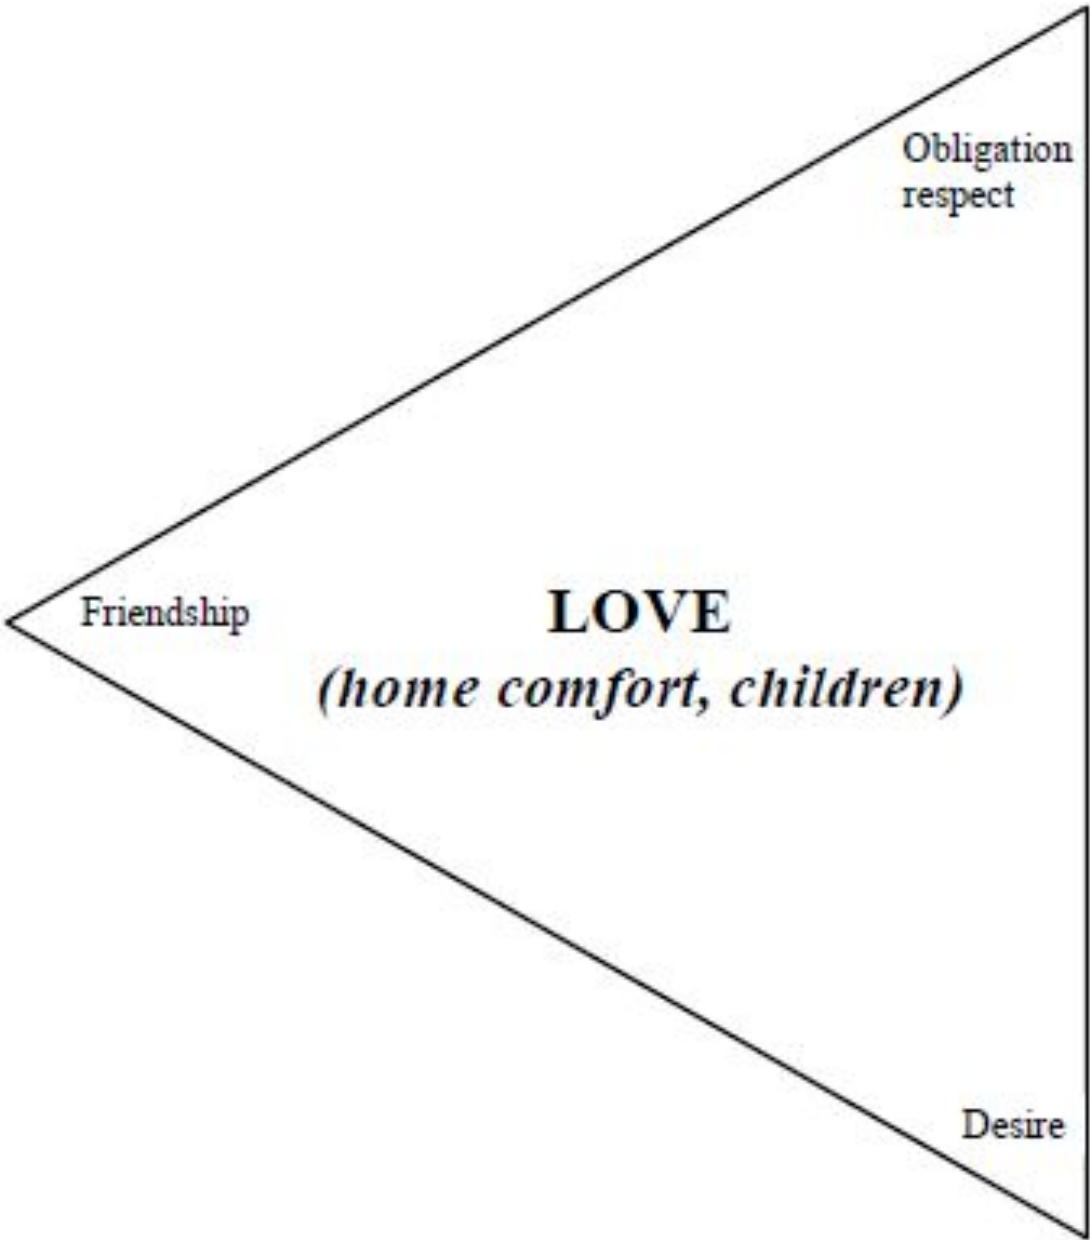 Obligation
respect
Friendship
LOVE
(home comfort, children)
Desire